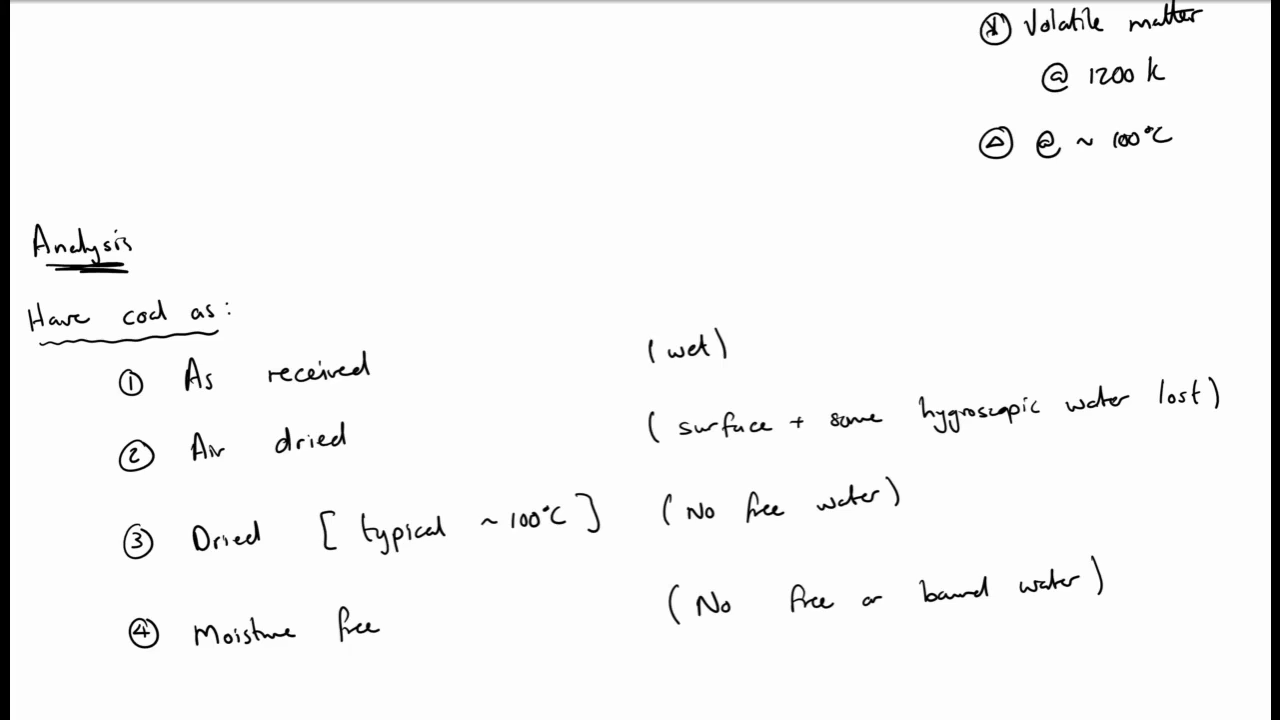 Ⓧ Volatile matter
@ 1200 K
△ @ ~ 100°C
Analysis
Have coal as:
① As received (wet)
② Air dried (surface + some hygroscopic water lost)
③ Dried [typical ~100°C] (No free water)
④ Moisture free (No free or bound water)